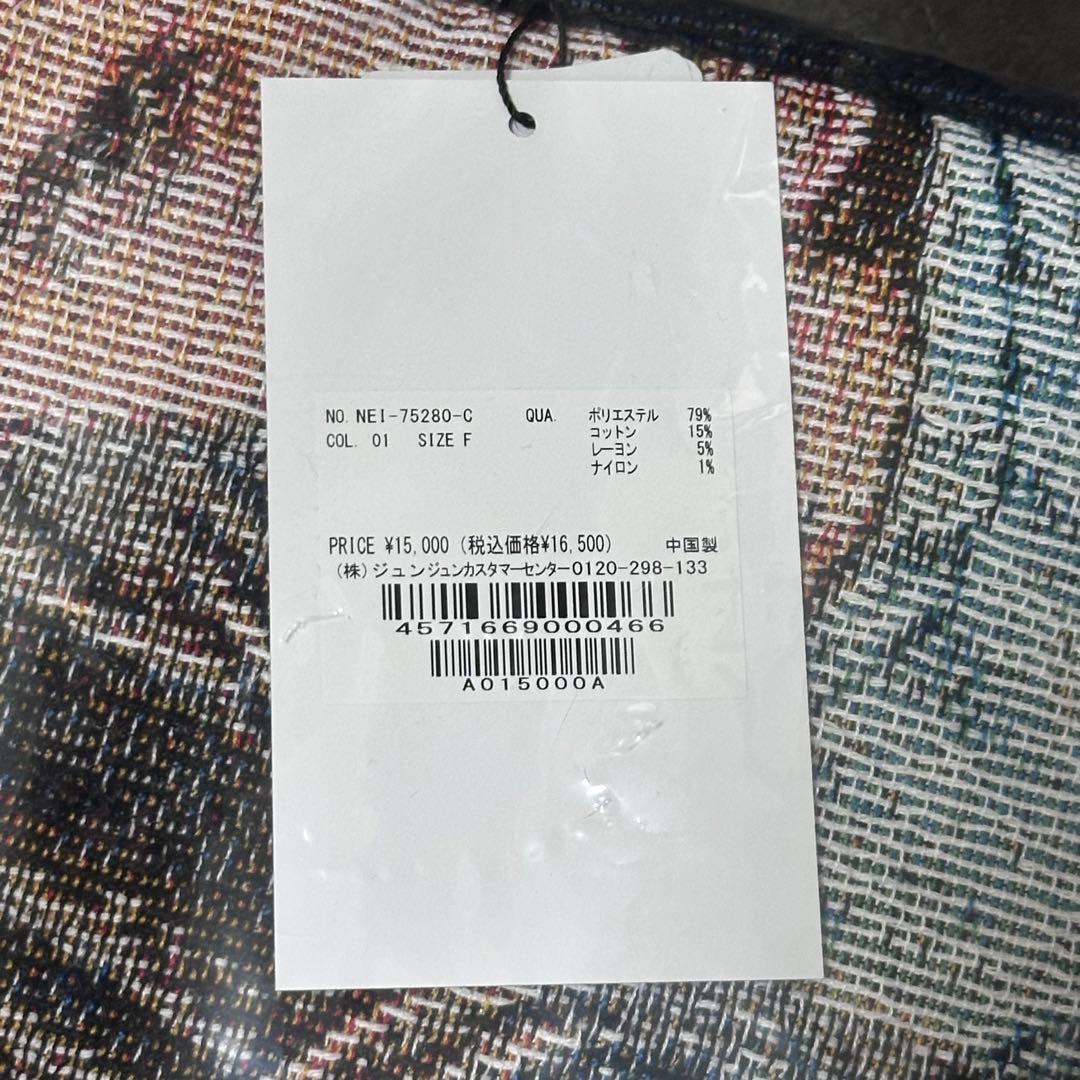 NO. NEI-75280-C QUA. ポリエステル 79%
COL. 01 SIZE F コットン 15%
レーヨン 5%
ナイロン 1%
PRICE ¥15,000 (税込価格¥16,500) 中国製
(株)ジュンジュンカスタマーセンター0120-298-133
4571669000466
A015000A